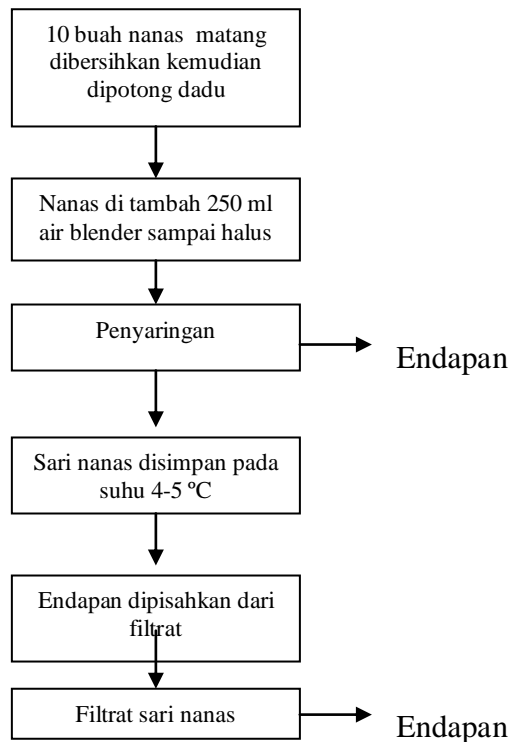 10 buah nanas matang
dibersihkan kemudian
dipotong dadu
Nanas di tambah 250 ml
air blender sampai halus
Penyaringan
Endapan
Sari nanas disimpan pada
suhu 4-5 ºC
Endapan dipisahkan dari
filtrat
Filtrat sari nanas
Endapan